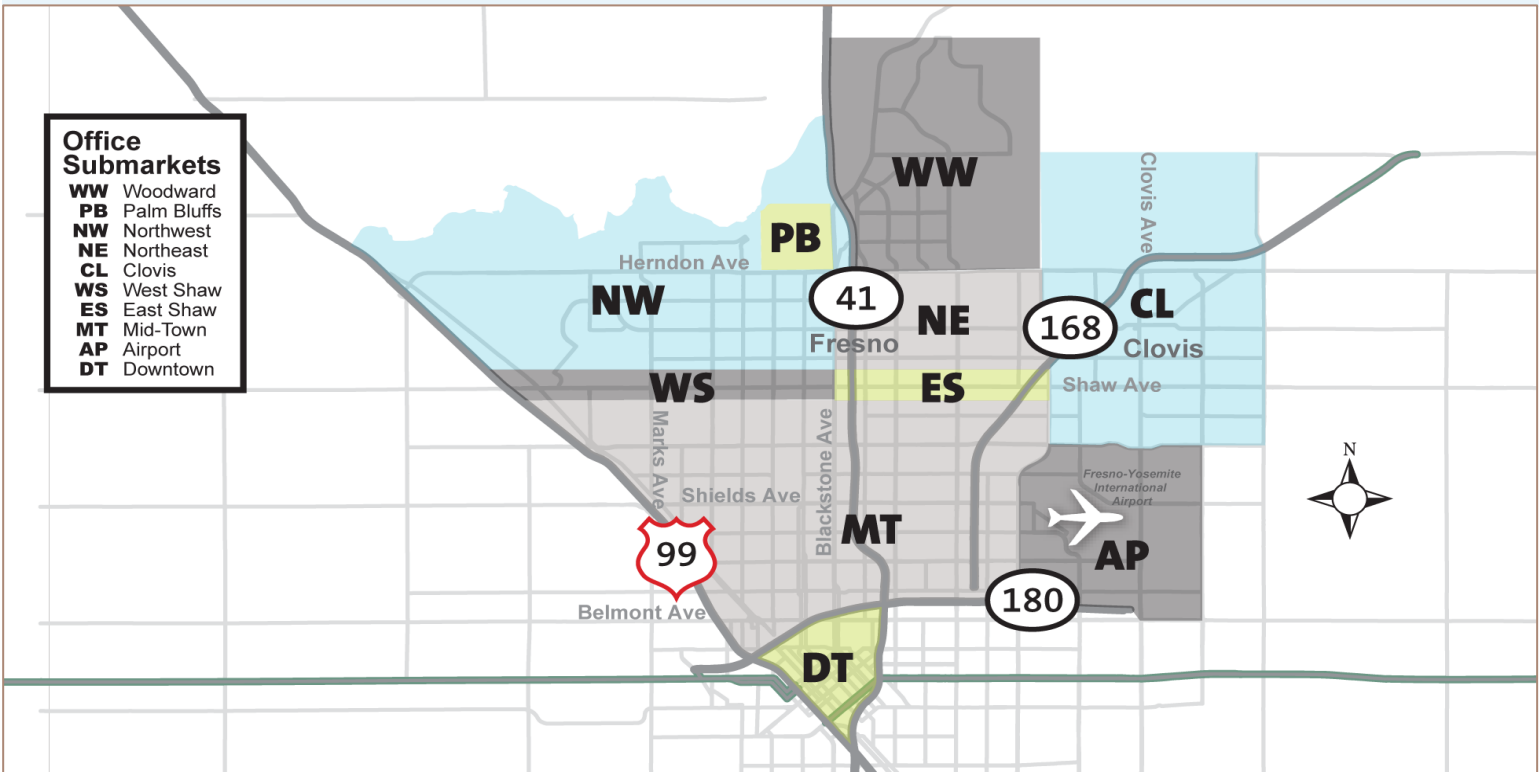 Office
Submarkets
WW Woodward
PB Palm Bluffs
NW Northwest
NE Northeast
CL Clovis
WS West Shaw
ES East Shaw
MT Mid-Town
AP Airport
DT Downtown
WW
Clovis Ave
PB
Herndon Ave
NW
41
NE
168
CL
Fresno
Clovis
WS
ES
Shaw Ave
Marks Ave
Blackstone Ave
Shields Ave
Fresno-Yosemite
International
Airport
N
MT
99
AP
180
Belmont Ave
DT